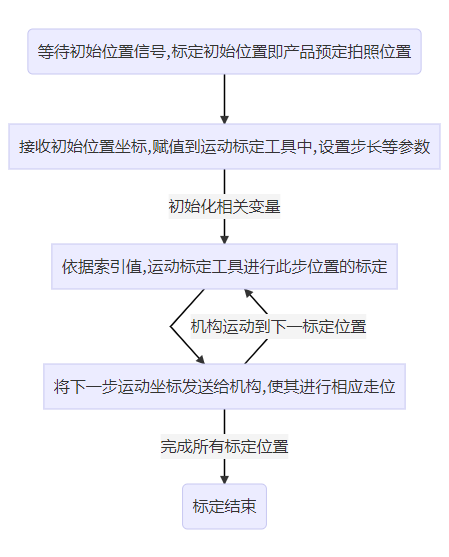 等待初始位置信号,标定初始位置即产品预定拍照位置
接收初始位置坐标,赋值到运动标定工具中,设置步长等参数
初始化相关变量
依据索引值,运动标定工具进行此步位置的标定
机构运动到下一标定位置
将下一步运动坐标发送给机构,使其进行相应走位
完成所有标定位置
标定结束